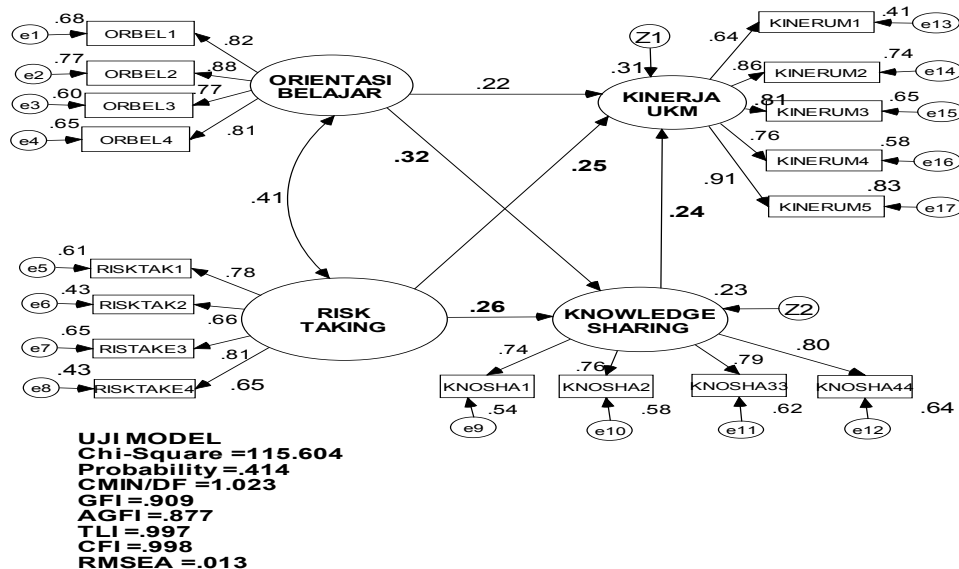 .68
e1
ORBEL1
.82
.77
e2
ORBEL2
.88
.60
e3
ORBEL3
.77
.65
e4
ORBEL4
.81
ORIENTASI
BELAJAR
.22
Z1
.31
KINERJA
UKM
.64
KINERUM1
.41
e13
.86
KINERUM2
.74
e14
.81
KINERUM3
.65
e15
.76
KINERUM4
.58
e16
.91
KINERUM5
.83
e17
.41
.32
.25
.24
.61
e5
RISKTAK1
.78
.43
e6
RISKTAK2
.66
.65
e7
RISTAKE3
.81
.43
e8
RISKTAKE4
.65
RISK
TAKING
.26
KNOWLEDGE
SHARING
.23
Z2
.74
KNOSHA1
.54
e9
.76
KNOSHA2
.58
e10
.79
KNOSHA33
.62
e11
.80
KNOSHA44
.64
e12
UJI MODEL
Chi-Square =115.604
Probability =.414
CMIN/DF =1.023
GFI =.909
AGFI =.877
TLI =.997
CFI =.998
RMSEA =.013